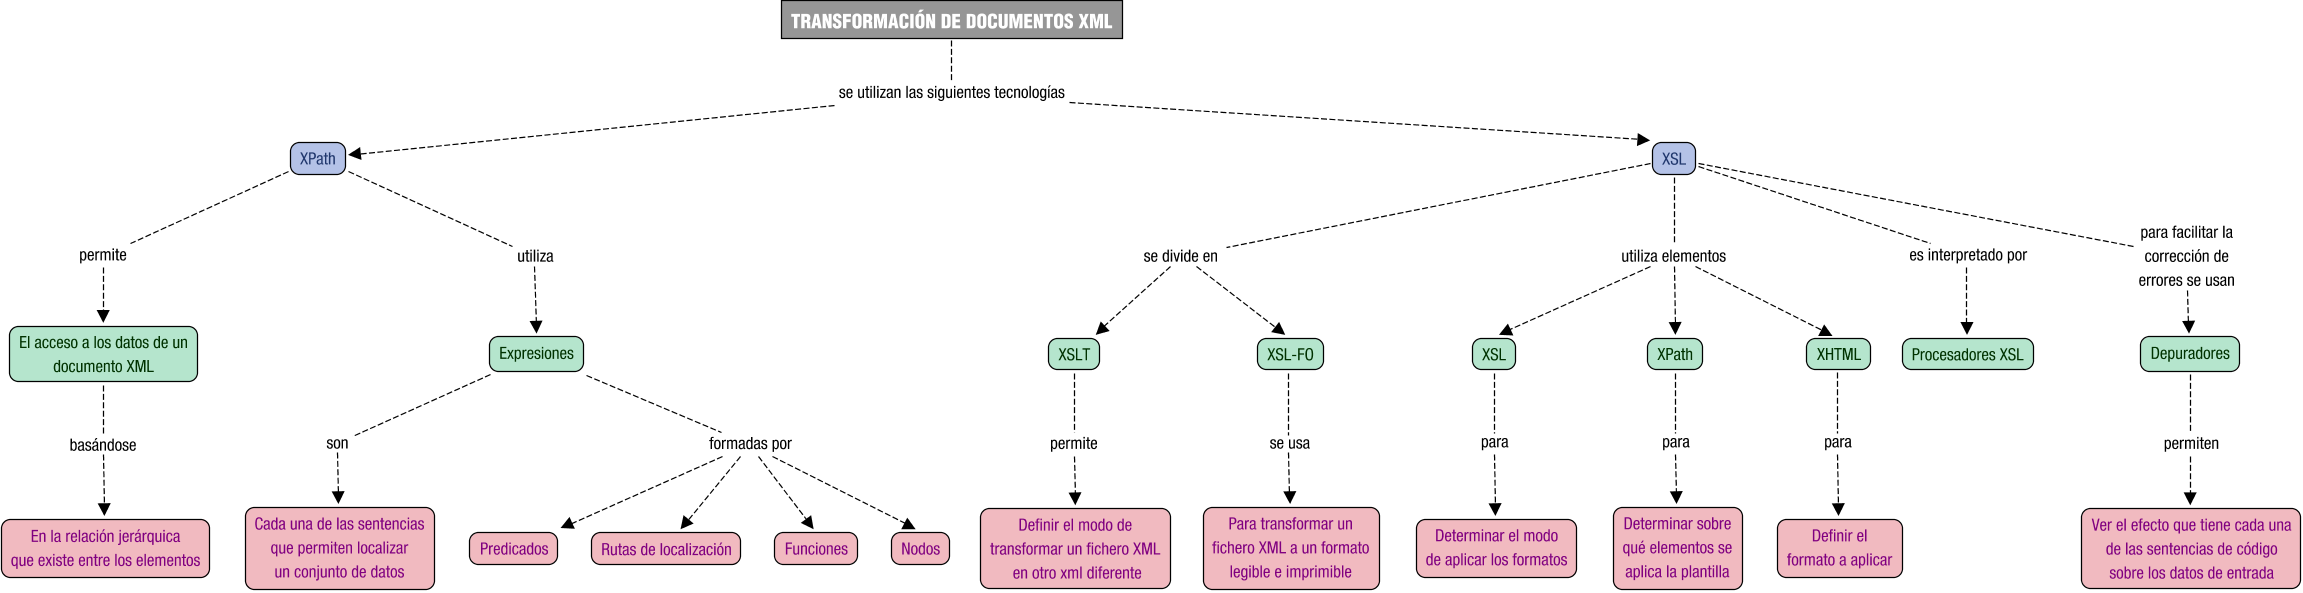 TRANSFORMACIÓN DE DOCUMENTOS XML
se utilizan las siguientes tecnologías
XPath
XSL
permite
utiliza
se divide en
utiliza elementos
es interpretado por
para facilitar la
corrección de
errores se usan
El acceso a los datos de un
documento XML
Expresiones
XSLT
XSL-FO
XSL
XPath
XHTML
Procesadores XSL
Depuradores
basándose
son
formadas por
permite
se usa
para
para
para
permiten
En la relación jerárquica
que existe entre los elementos
Cada una de las sentencias
que permiten localizar
un conjunto de datos
Predicados
Rutas de localización
Funciones
Nodos
Definir el modo de
transformar un fichero XML
en otro xml diferente
Para transformar un
fichero XML a un formato
legible e imprimible
Determinar el modo
de aplicar los formatos
Determinar sobre
qué elementos se
aplica la plantilla
Definir el
formato a aplicar
Ver el efecto que tiene cada una
de las sentencias de código
sobre los datos de entrada